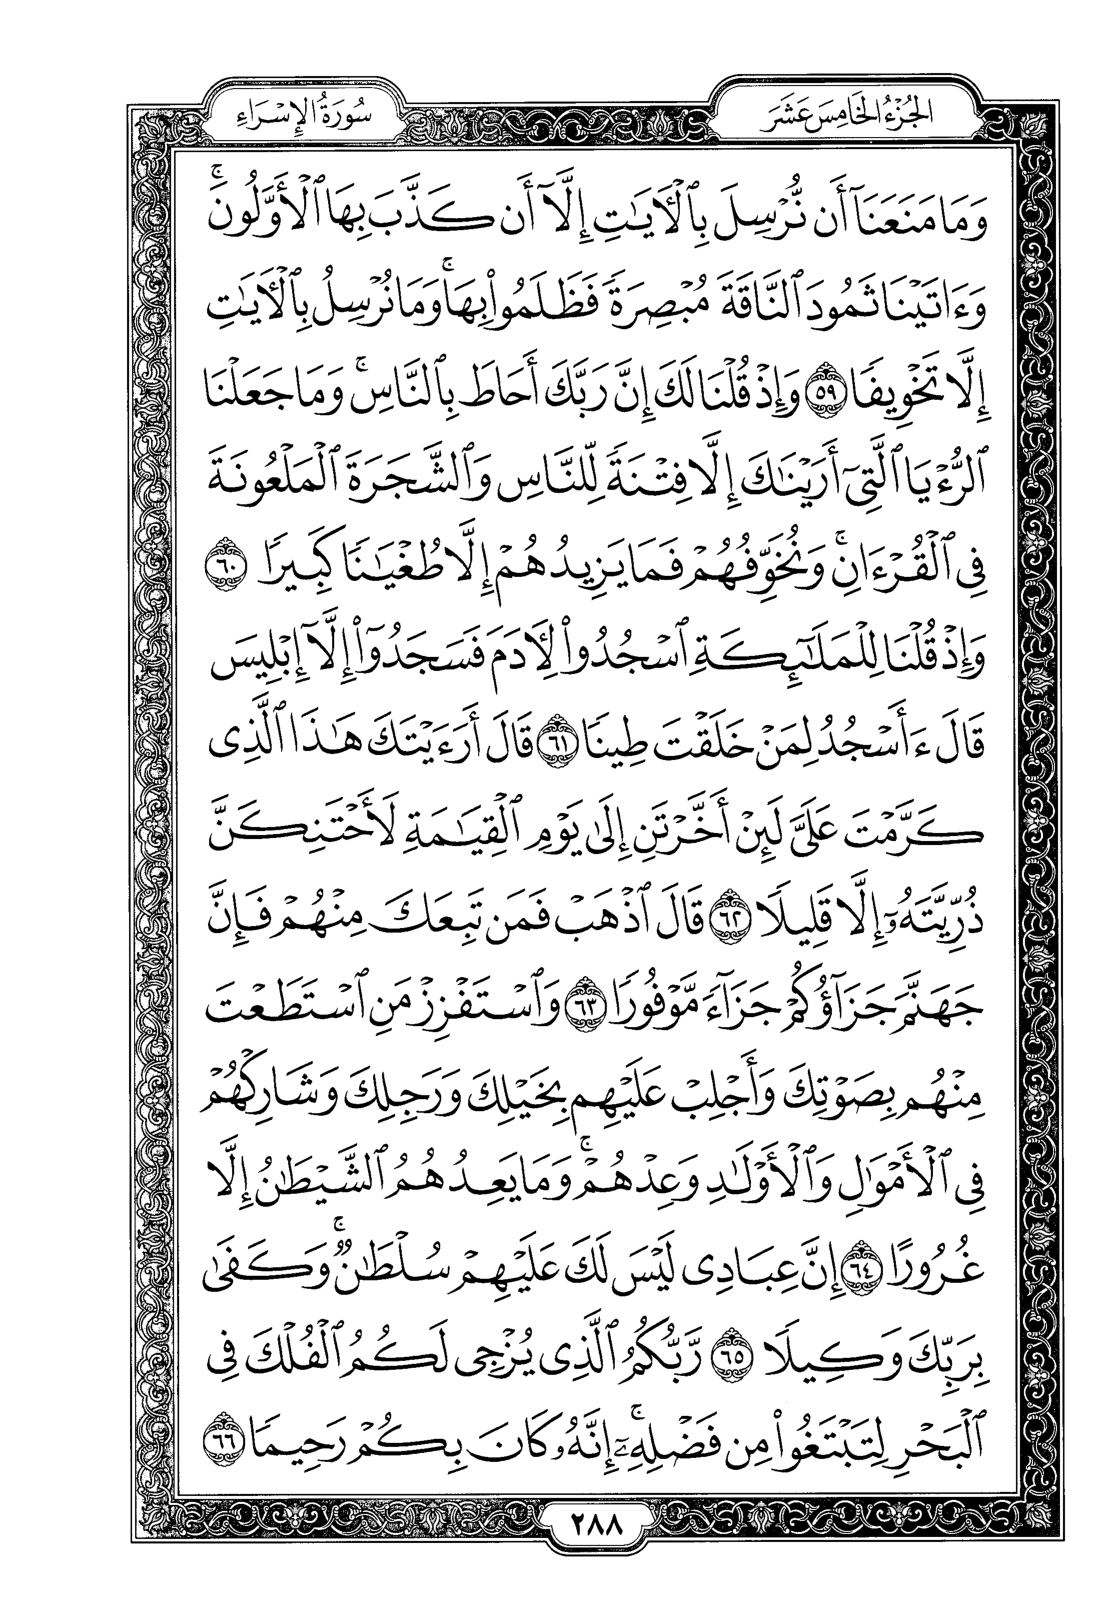 الجُزْءُ الخَامِسَ عَشَرَ
سُورَةُ الإِسْرَاءِ
وَمَا مَنَعَنَآ أَن نُّرْسِلَ بِٱلْأَيَٰتِ إِلَّآ أَن كَذَّبَ بِهَا ٱلْأَوَّلُونَ ۚ
وَءَاتَيْنَا ثَمُودَ ٱلنَّاقَةَ مُبْصِرَةً فَظَلَمُوا۟ بِهَا ۚ وَمَا نُرْسِلُ بِٱلْأَيَٰتِ
إِلَّا تَخْوِيفًا ٥٩ وَإِذْ قُلْنَا لَكَ إِنَّ رَبَّكَ أَحَاطَ بِٱلنَّاسِ ۚ وَمَا جَعَلْنَا
ٱلرُّءْيَا ٱلَّتِىٓ أَرَيْنَٰكَ إِلَّا فِتْنَةً لِّلنَّاسِ وَٱلشَّجَرَةَ ٱلْمَلْعُونَةَ
فِى ٱلْقُرْءَانِ ۚ وَنُخَوِّفُهُمْ فَمَا يَزِيدُهُمْ إِلَّا طُغْيَٰنًا كَبِيرًا ٦٠
وَإِذْ قُلْنَا لِلْمَلَٰٓئِكَةِ ٱسْجُدُوا۟ لِأَدَمَ فَسَجَدُوٓا۟ إِلَّآ إِبْلِيسَ
قَالَ ءَأَسْجُدُ لِمَنْ خَلَقْتَ طِينًا ٦١ قَالَ أَرَءَيْتَكَ هَٰذَا ٱلَّذِى
كَرَّمْتَ عَلَىَّ لَئِنْ أَخَّرْتَنِ إِلَىٰ يَوْمِ ٱلْقِيَٰمَةِ لَأَحْتَنِكَنَّ
ذُرِّيَّتَهُۥٓ إِلَّا قَلِيلًا ٦٢ قَالَ ٱذْهَبْ فَمَن تَبِعَكَ مِنْهُمْ فَإِنَّ
جَهَنَّمَ جَزَآؤُكُمْ جَزَآءً مَّوْفُورًا ٦٣ وَٱسْتَفْزِزْ مَنِ ٱسْتَطَعْتَ
مِنْهُم بِصَوْتِكَ وَأَجْلِبْ عَلَيْهِم بِخَيْلِكَ وَرَجِلِكَ وَشَارِكْهُمْ
فِى ٱلْأَمْوَٰلِ وَٱلْأَوْلَٰدِ وَعِدْهُمْ ۚ وَمَا يَعِدُهُمُ ٱلشَّيْطَٰنُ إِلَّا
غُرُورًا ٦٤ إِنَّ عِبَادِى لَيْسَ لَكَ عَلَيْهِمْ سُلْطَٰنٌ ۚ وَكَفَىٰ
بِرَبِّكَ وَكِيلًا ٦٥ رَّبُّكُمُ ٱلَّذِى يُزْجِى لَكُمُ ٱلْفُلْكَ فِى
ٱلْبَحْرِ لِتَبْتَغُوا۟ مِن فَضْلِهِۦٓ ۚ إِنَّهُۥ كَانَ بِكُمْ رَحِيمًا ٦٦
٢٨٨